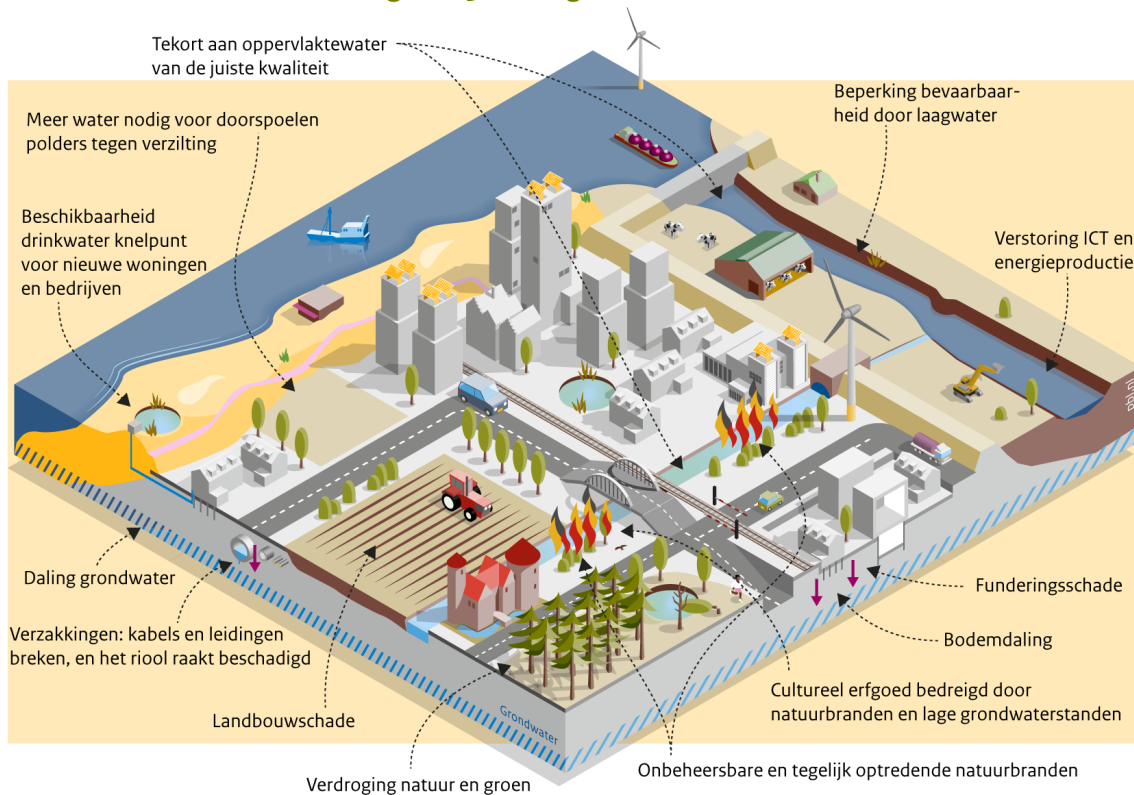 Tekort aan oppervlaktewater
van de juiste kwaliteit
Beperking bevaarbaar-
heid door laagwater
Meer water nodig voor doorspoelen
polders tegen verzilting
Beschikbaarheid
drinkwater knelpunt
voor nieuwe woningen
en bedrijven
Verstoring ICT en
energieproductie
pbl.nl
Daling grondwater
Funderingsschade
Verzakkingen: kabels en leidingen
breken, en het riool raakt beschadigd
Bodemdaling
Cultureel erfgoed bedreigd door
natuurbranden en lage grondwaterstanden
Landbouwschade
Grondwater
Verdroging natuur en groen
Onbeheersbare en tegelijk optredende natuurbranden